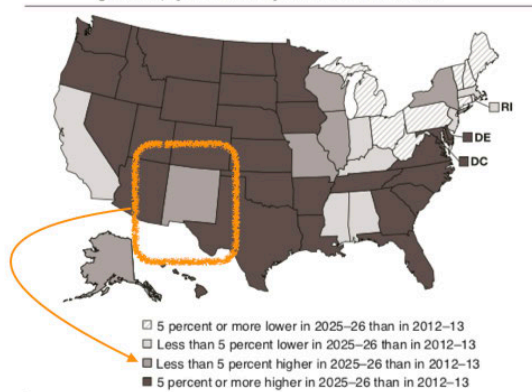 RI
DE
DC
5 percent or more lower in 2025–26 than in 2012–13
Less than 5 percent lower in 2025–26 than in 2012–13
Less than 5 percent higher in 2025–26 than in 2012–13
5 percent or more higher in 2025–26 than in 2012–13